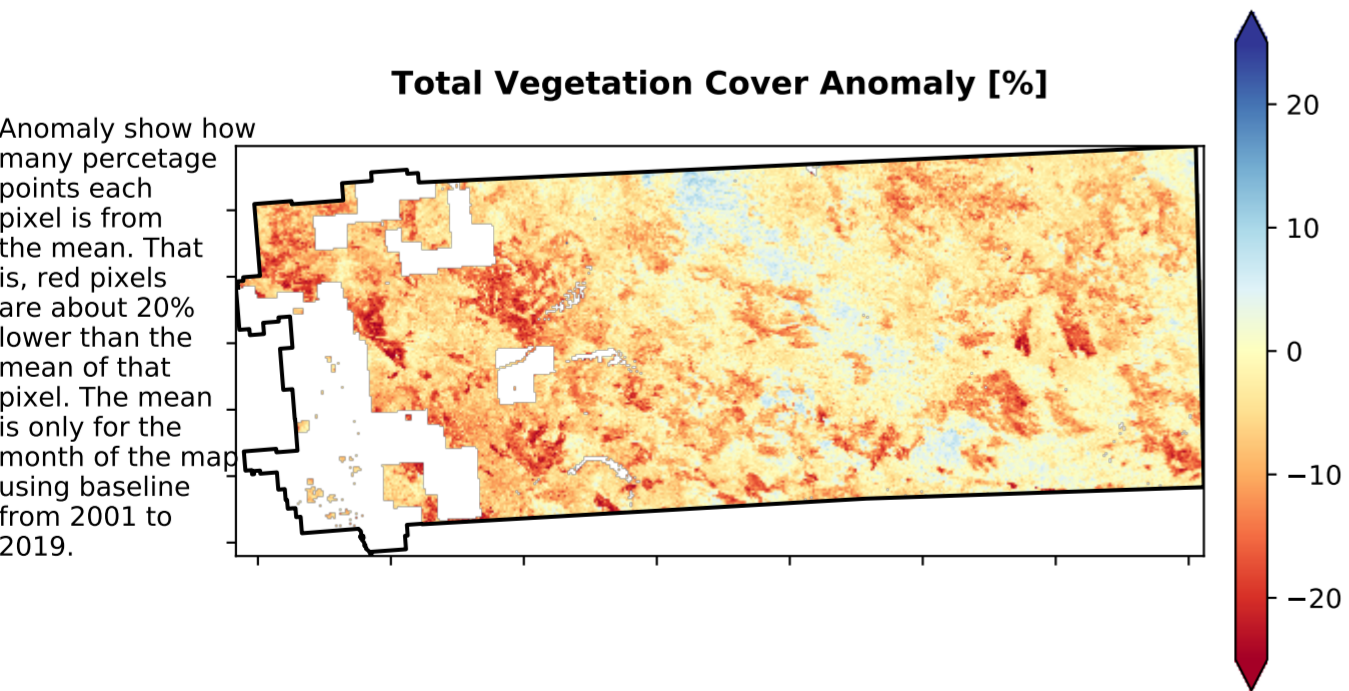 Total Vegetation Cover Anomaly [%]
Anomaly show how
many percetage
points each
pixel is from
the mean. That
is, red pixels
are about 20%
lower than the
mean of that
pixel. The mean
is only for the
month of the map
using baseline
from 2001 to
2019.
20
10
0
−10
−20